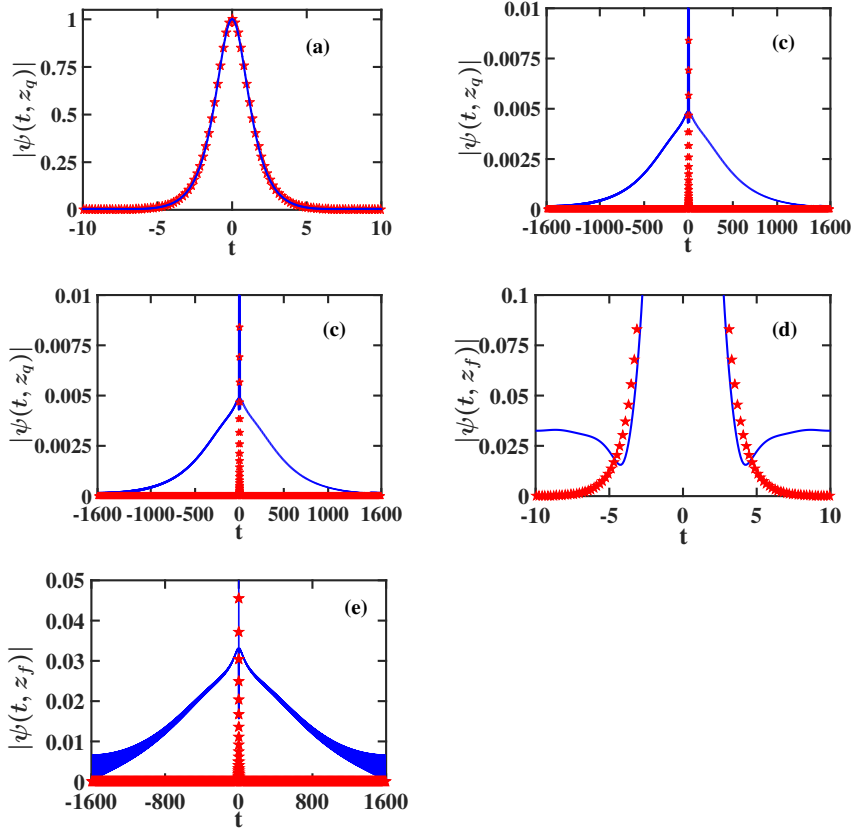 1
0.75
0.5
0.25
0
-10 -5 0 5 10
t
|ψ(t, z_q)|
(a)
0.01
0.0075
0.005
0.0025
0
-1600 -1000 -500 0 500 1000 1600
t
|ψ(t, z_q)|
(c)
0.01
0.0075
0.005
0.0025
0
-1600 -1000 -500 0 500 1000 1600
t
|ψ(t, z_q)|
(c)
0.1
0.075
0.05
0.025
0
-10 -5 0 5 10
t
|ψ(t, z_f)|
(d)
0.05
0.04
0.03
0.02
0.01
0
-1600 -800 0 800 1600
t
|ψ(t, z_f)|
(e)